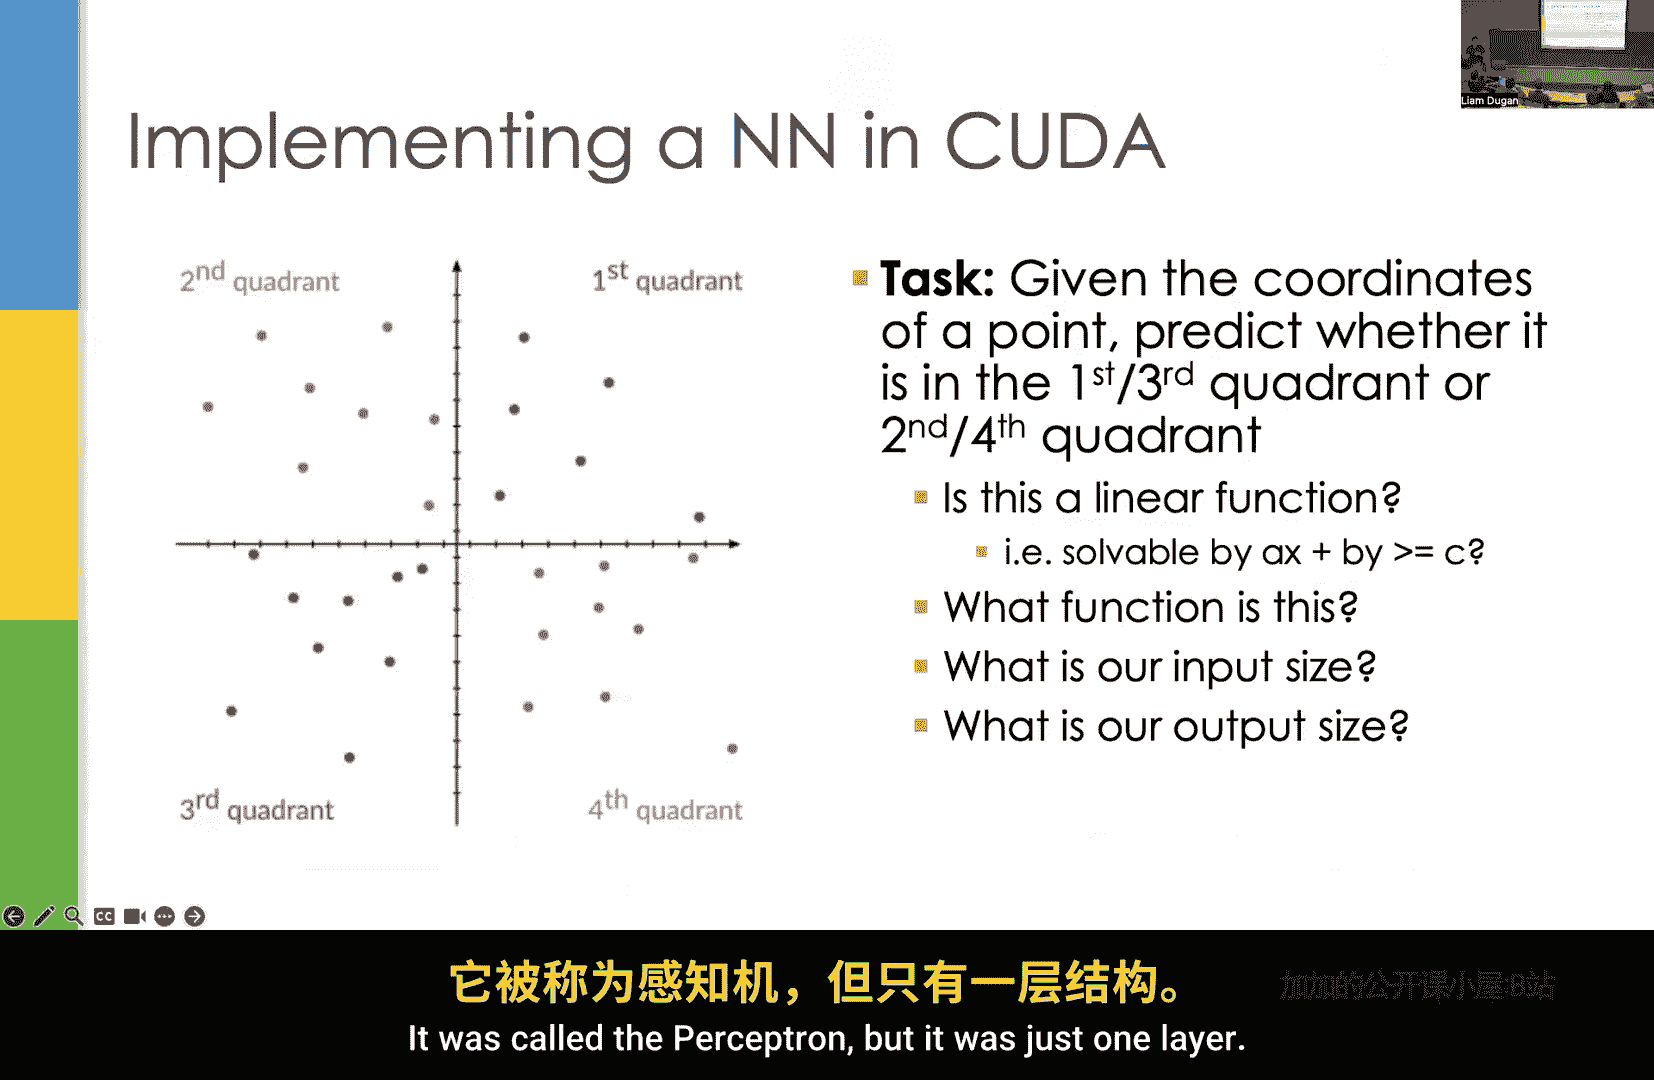 Liam Dugan
Implementing a NN in CUDA
2nd quadrant
1st quadrant
3rd quadrant
4th quadrant
Task: Given the coordinates
of a point, predict whether it
is in the 1st/3rd quadrant or
2nd/4th quadrant
Is this a linear function?
i.e. solvable by ax + by >= c?
What function is this?
What is our input size?
What is our output size?
CC
它被称为感知机，但只有一层结构。
加加的公开课小屋:B站
It was called the Perceptron, but it was just one layer.